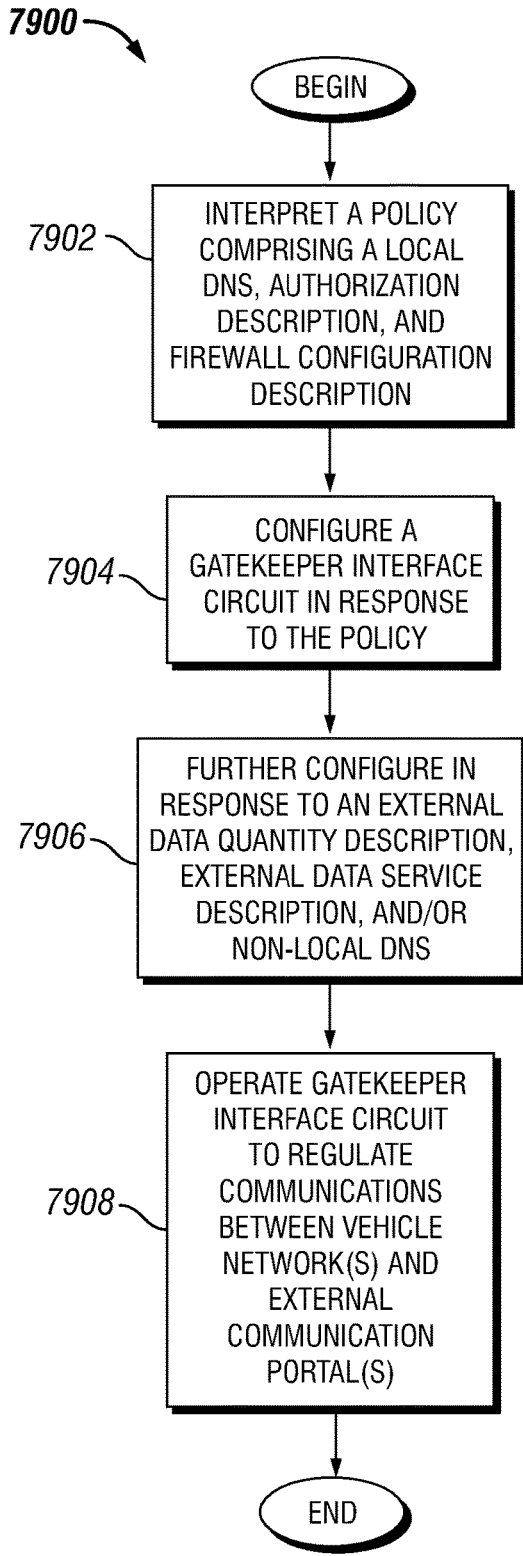 7900
BEGIN
7902
INTERPRET A POLICY
COMPRISING A LOCAL
DNS, AUTHORIZATION
DESCRIPTION, AND
FIREWALL CONFIGURATION
DESCRIPTION
7904
CONFIGURE A
GATEKEEPER INTERFACE
CIRCUIT IN RESPONSE
TO THE POLICY
7906
FURTHER CONFIGURE IN
RESPONSE TO AN EXTERNAL
DATA QUANTITY DESCRIPTION,
EXTERNAL DATA SERVICE
DESCRIPTION, AND/OR
NON-LOCAL DNS
7908
OPERATE GATEKEEPER
INTERFACE CIRCUIT
TO REGULATE
COMMUNICATIONS
BETWEEN VEHICLE
NETWORK(S) AND
EXTERNAL
COMMUNICATION
PORTAL(S)
END